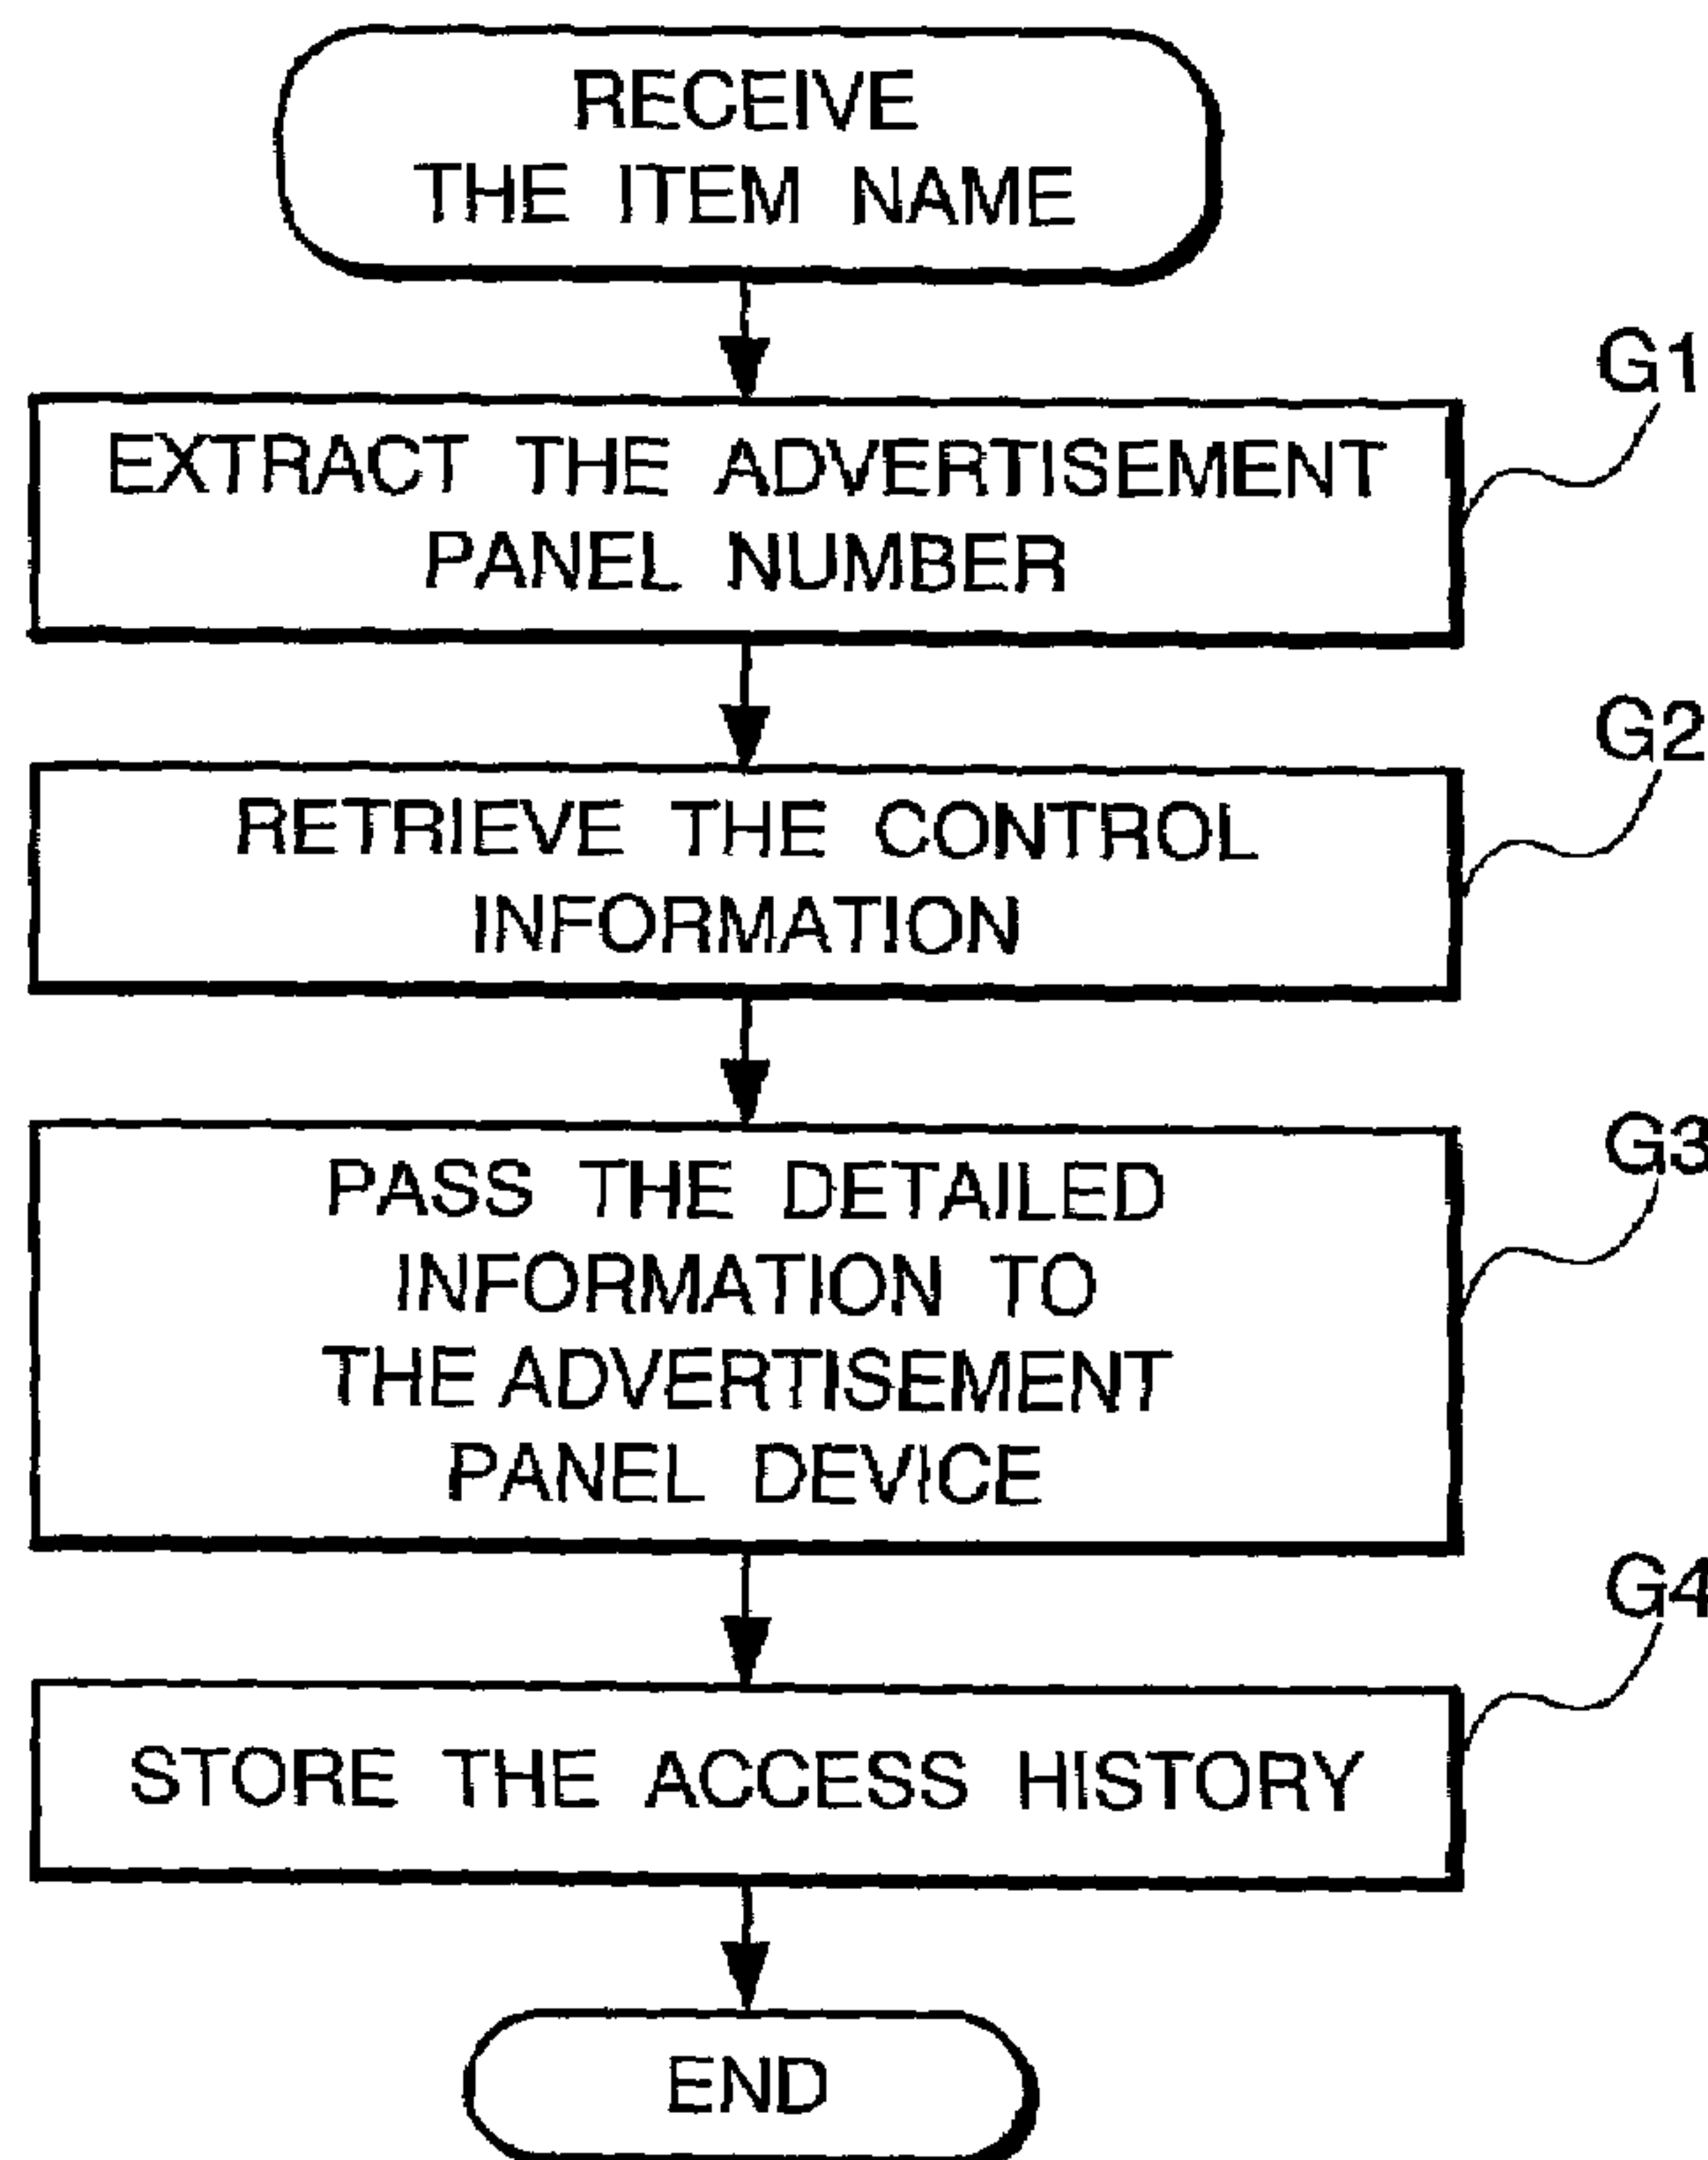 RECEIVE
THE ITEM NAME
G1
EXTRACT THE ADVERTISEMENT
PANEL NUMBER
G2
RETRIEVE THE CONTROL
INFORMATION
G3
PASS THE DETAILED
INFORMATION TO
THE ADVERTISEMENT
PANEL DEVICE
G4
STORE THE ACCESS HISTORY
END